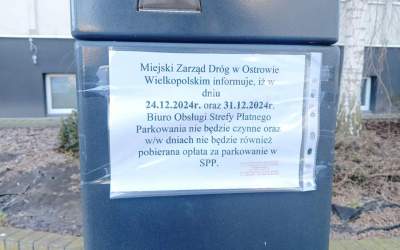 Miejski Zarząd Dróg w Ostrowie
Wielkopolskim informuje, iż w
dniu
24.12.2024r. oraz 31.12.2024r.
Biuro Obsługi Strefy Płatnego
Parkowania nie będzie czynne oraz
w/w dniach nie będzie również
pobierana opłata za parkowanie w
SPP.